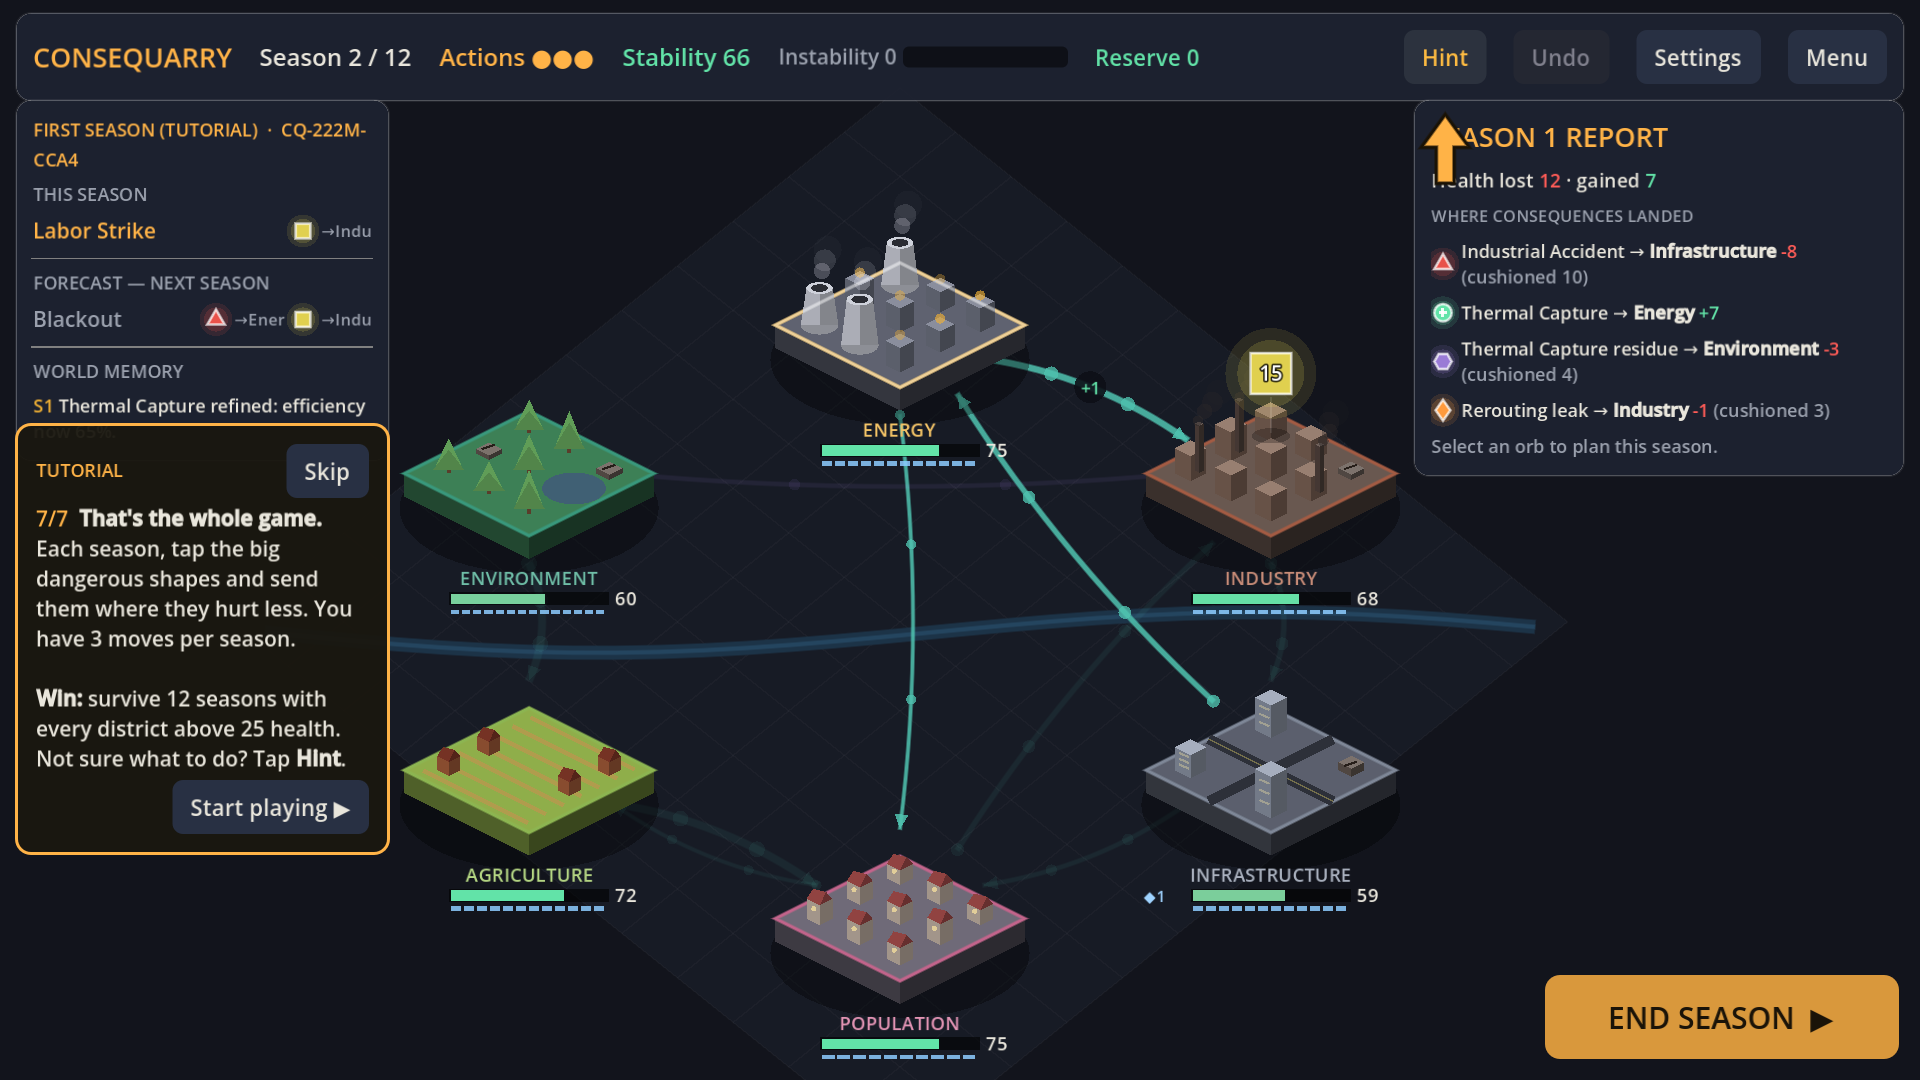 CONSEQUARRY
Season 2 / 12
Actions
Stability 66
Instability 0
Reserve 0
Hint
Undo
Settings
Menu
FIRST SEASON (TUTORIAL) · CQ-222M-
CCA4
THIS SEASON
Labor Strike
→Indu
FORECAST — NEXT SEASON
Blackout
→Ener
→Indu
WORLD MEMORY
S1 Thermal Capture refined: efficiency
now 65%.
TUTORIAL
Skip
7/7 That's the whole game.
Each season, tap the big
dangerous shapes and send
them where they hurt less. You
have 3 moves per season.
Win: survive 12 seasons with
every district above 25 health.
Not sure what to do? Tap Hint.
Start playing ▶
SEASON 1 REPORT
Health lost 12 · gained 7
WHERE CONSEQUENCES LANDED
Industrial Accident → Infrastructure -8
(cushioned 10)
Thermal Capture → Energy +7
Thermal Capture residue → Environment -3
(cushioned 4)
Rerouting leak → Industry -1 (cushioned 3)
Select an orb to plan this season.
+1
15
ENERGY
75
ENVIRONMENT
60
INDUSTRY
68
AGRICULTURE
72
INFRASTRUCTURE
◆1
59
POPULATION
75
END SEASON ▶